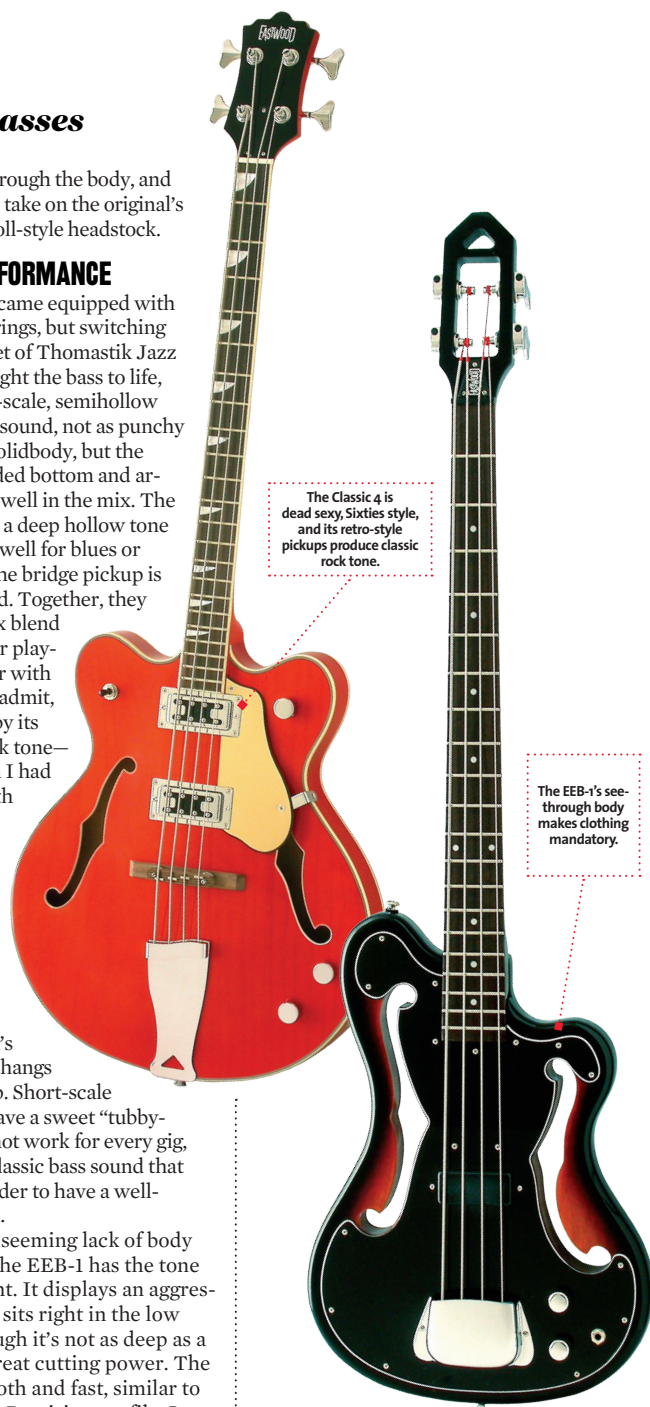 EASTWOOD
asses
rough the body, and
take on the original's
oll-style headstock.
FORMANCE
came equipped with
rings, but switching
et of Thomastik Jazz
ght the bass to life,
-scale, semihollow
sound, not as punchy
olidbody, but the
ded bottom and ar-
well in the mix. The
a deep hollow tone
well for blues or
he bridge pickup is
d. Together, they
x blend
r play-
r with
admit,
by its
k tone—
I had
th
The Classic 4 is
dead sexy, Sixties style,
and its retro-style
pickups produce classic
rock tone.
EASTWOOD
The EEB-1's see-
through body
makes clothing
mandatory.
's
hangs
o. Short-scale
ave a sweet “tubby-
not work for every gig,
lassic bass sound that
der to have a well-
.
seeming lack of body
he EEB-1 has the tone
nt. It displays an aggres-
sits right in the low
ugh it's not as deep as a
reat cutting power. The
oth and fast, similar to